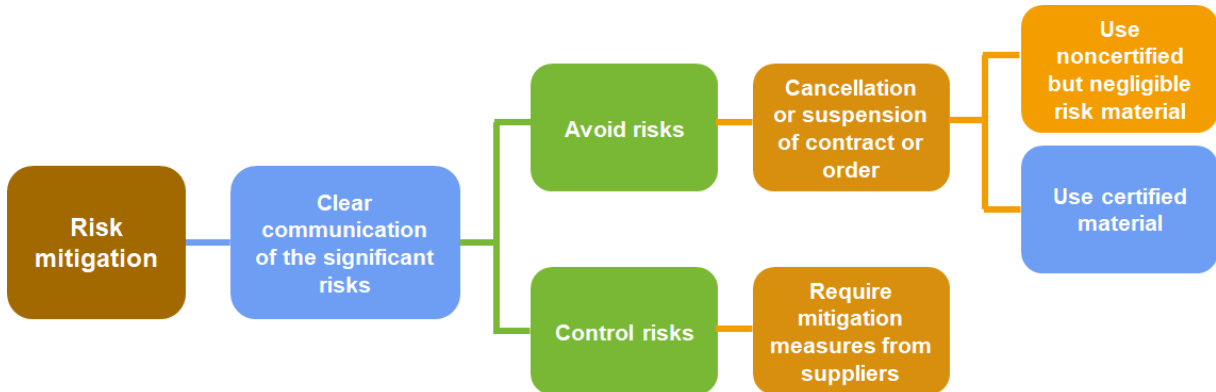 Risk
mitigation
Clear
communication
of the significant
risks
Avoid risks
Cancellation
or suspension
of contract or
order
Use
noncertified
but negligible
risk material
Use certified
material
Control risks
Require
mitigation
measures from
suppliers